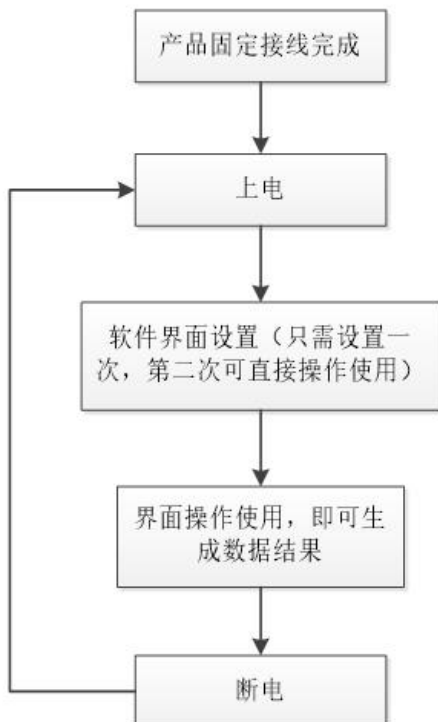 产品固定接线完成
上电
软件界面设置（只需设置一
次，第二次可直接操作使用）
界面操作使用，即可生
成数据结果
断电